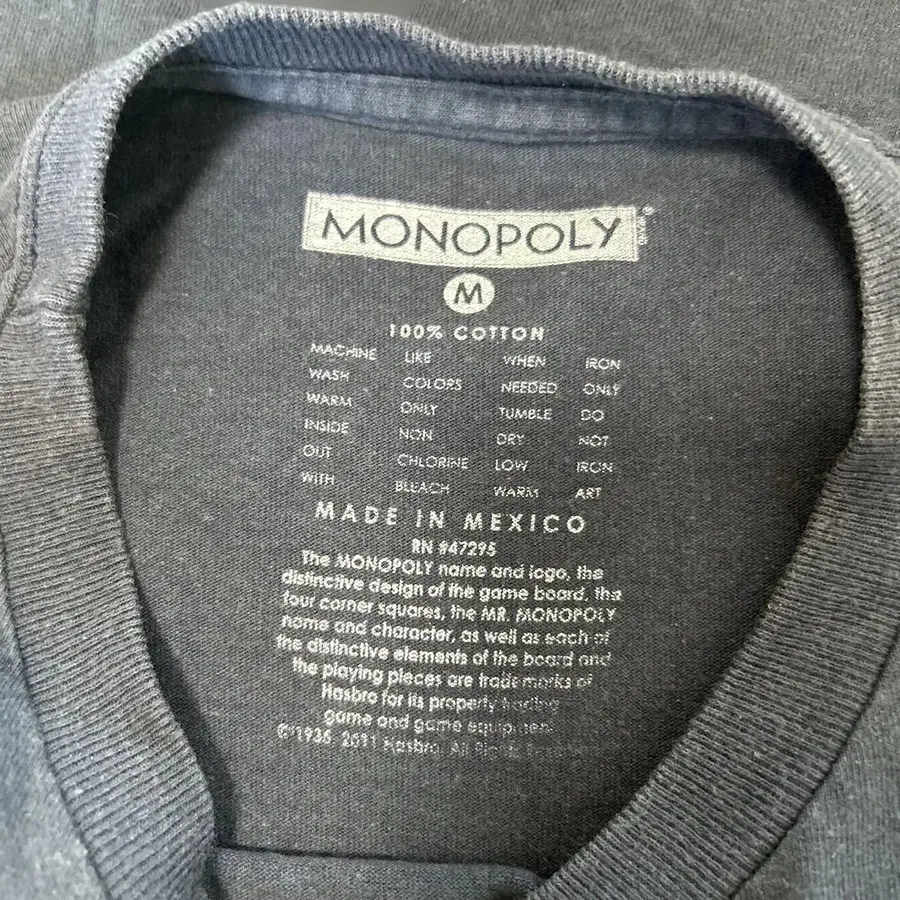 MONOPOLY
M
100% COTTON
MACHINE LIKE WHEN IRON
WASH COLORS NEEDED ONLY
WARM ONLY TUMBLE DO
INSIDE NON DRY NOT
OUT CHLORINE LOW IRON
WITH BLEACH WARM ART
MADE IN MEXICO
RN #47295
The MONOPOLY name and logo, the
distinctive design of the game board, the
four corner squares, the MR. MONOPOLY
name and character, as well as each of
the distinctive elements of the board and
the playing pieces are trademarks of
Hasbro for its property trading
game and game equipment
©1935, 2011 Hasbro. All Rights